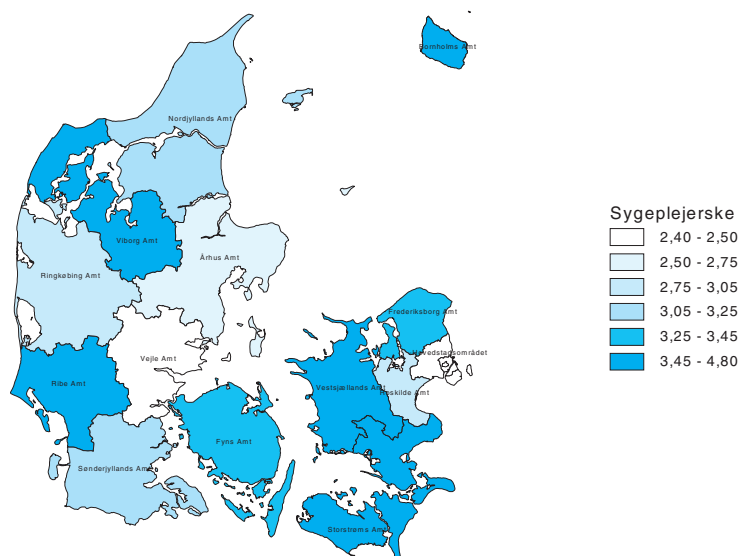 Bornholms Amt
Nordjyllands Amt
Viborg Amt
Århus Amt
Ringkøbing Amt
Frederiksborg Amt
Hovedstadsområdet
Vejle Amt
Ribe Amt
Vestsjællands Amt
Roskilde Amt
Fyns Amt
Sønderjyllands Amt
Storstrøms Amt
Sygeplejerske
2,40 - 2,50
2,50 - 2,75
2,75 - 3,05
3,05 - 3,25
3,25 - 3,45
3,45 - 4,80